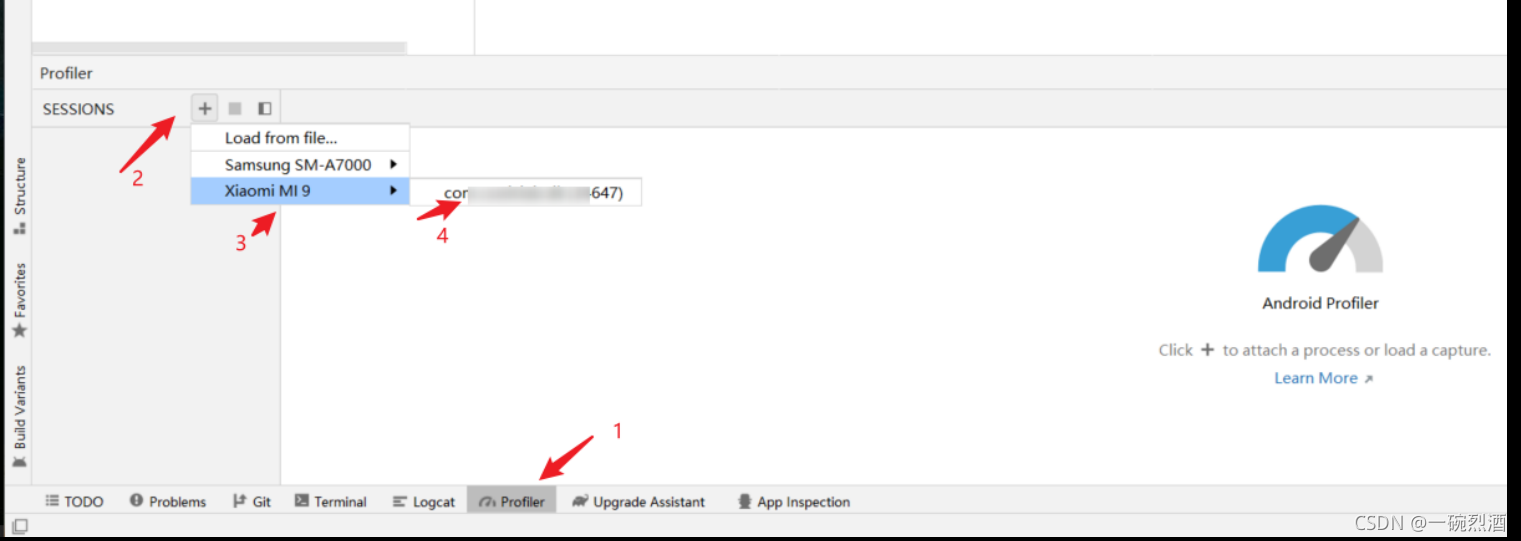 Profiler
SESSIONS
2
Load from file...
Samsung SM-A7000
Xiaomi MI 9
647)
3
4
Structure
Favorites
Build Variants
Android Profiler
Click + to attach a process or load a capture.
Learn More
1
TODO
Problems
Git
Terminal
Logcat
Profiler
Upgrade Assistant
App Inspection
CSDN @一碗烈酒